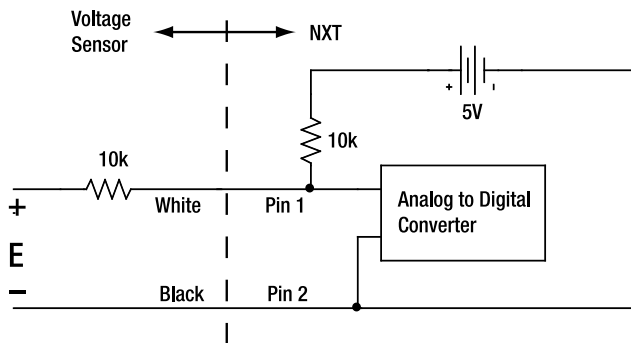 Voltage
Sensor
NXT
+ -
5V
10k
10k
White
Pin 1
Analog to Digital
Converter
+
E
−
Black
Pin 2